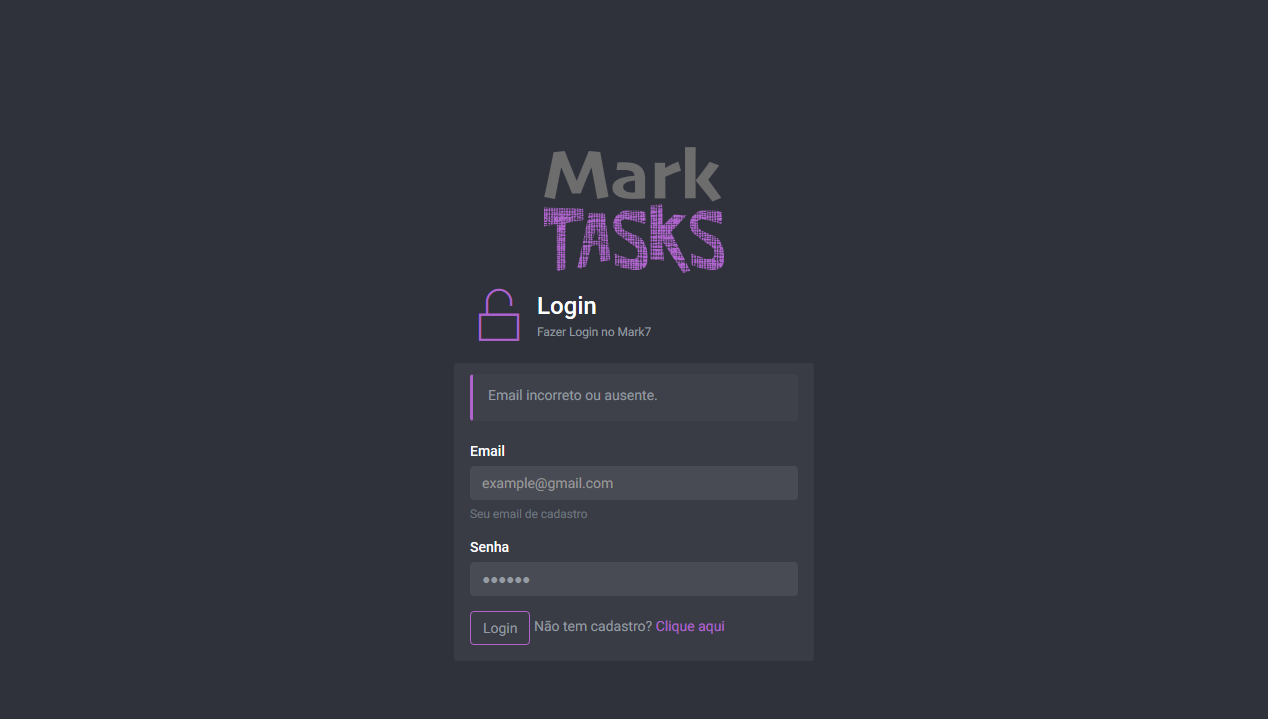 Mark
TASKS
Login
Fazer Login no Mark7
Email incorreto ou ausente.
Email
example@gmail.com
Seu email de cadastro
Senha
••••••
Login Não tem cadastro? Clique aqui